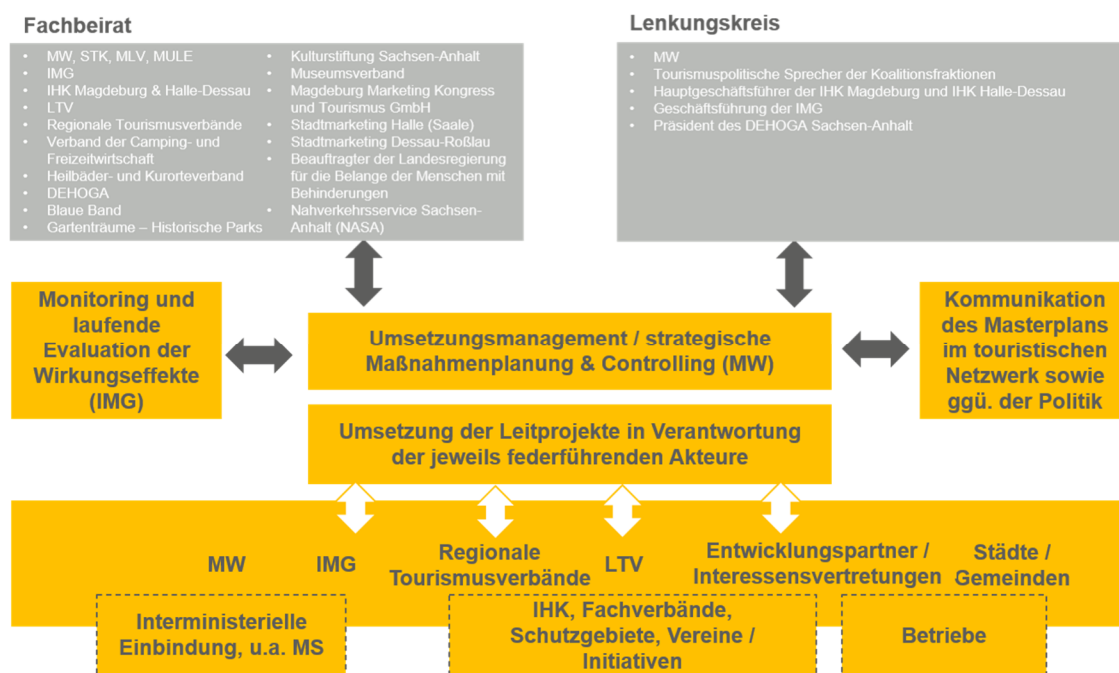 Fachbeirat
• MW, STK, MLV, MULE
• IMG
• IHK Magdeburg & Halle-Dessau
• LTV
• Regionale Tourismusverbände
• Verband der Camping- und
Freizeitwirtschaft
• Heilbäder- und Kurorteverband
• DEHOGA
• Blaue Band
• Gartenträume – Historische Parks
• Kulturstiftung Sachsen-Anhalt
• Museumsverband
• Magdeburg Marketing Kongress
und Tourismus GmbH
• Stadtmarketing Halle (Saale)
• Stadtmarketing Dessau-Roßlau
• Beauftragter der Landesregierung
für die Belange der Menschen mit
Behinderungen
• Nahverkehrsservice Sachsen-
Anhalt (NASA)
Lenkungskreis
• MW
• Tourismuspolitische Sprecher der Koalitionsfraktionen
• Hauptgeschäftsführer der IHK Magdeburg und IHK Halle-Dessau
• Geschäftsführung der IMG
• Präsident des DEHOGA Sachsen-Anhalt
Monitoring und
laufende
Evaluation der
Wirkungseffekte
(IMG)
Umsetzungsmanagement / strategische
Maßnahmenplanung & Controlling (MW)
Kommunikation
des Masterplans
im touristischen
Netzwerk sowie
ggü. der Politik
Umsetzung der Leitprojekte in Verantwortung
der jeweils federführenden Akteure
MW
IMG
Regionale
Tourismusverbände
LTV
Entwicklungspartner /
Interessensvertretungen
Städte /
Gemeinden
Interministerielle
Einbindung, u.a. MS
IHK, Fachverbände,
Schutzgebiete, Vereine /
Initiativen
Betriebe